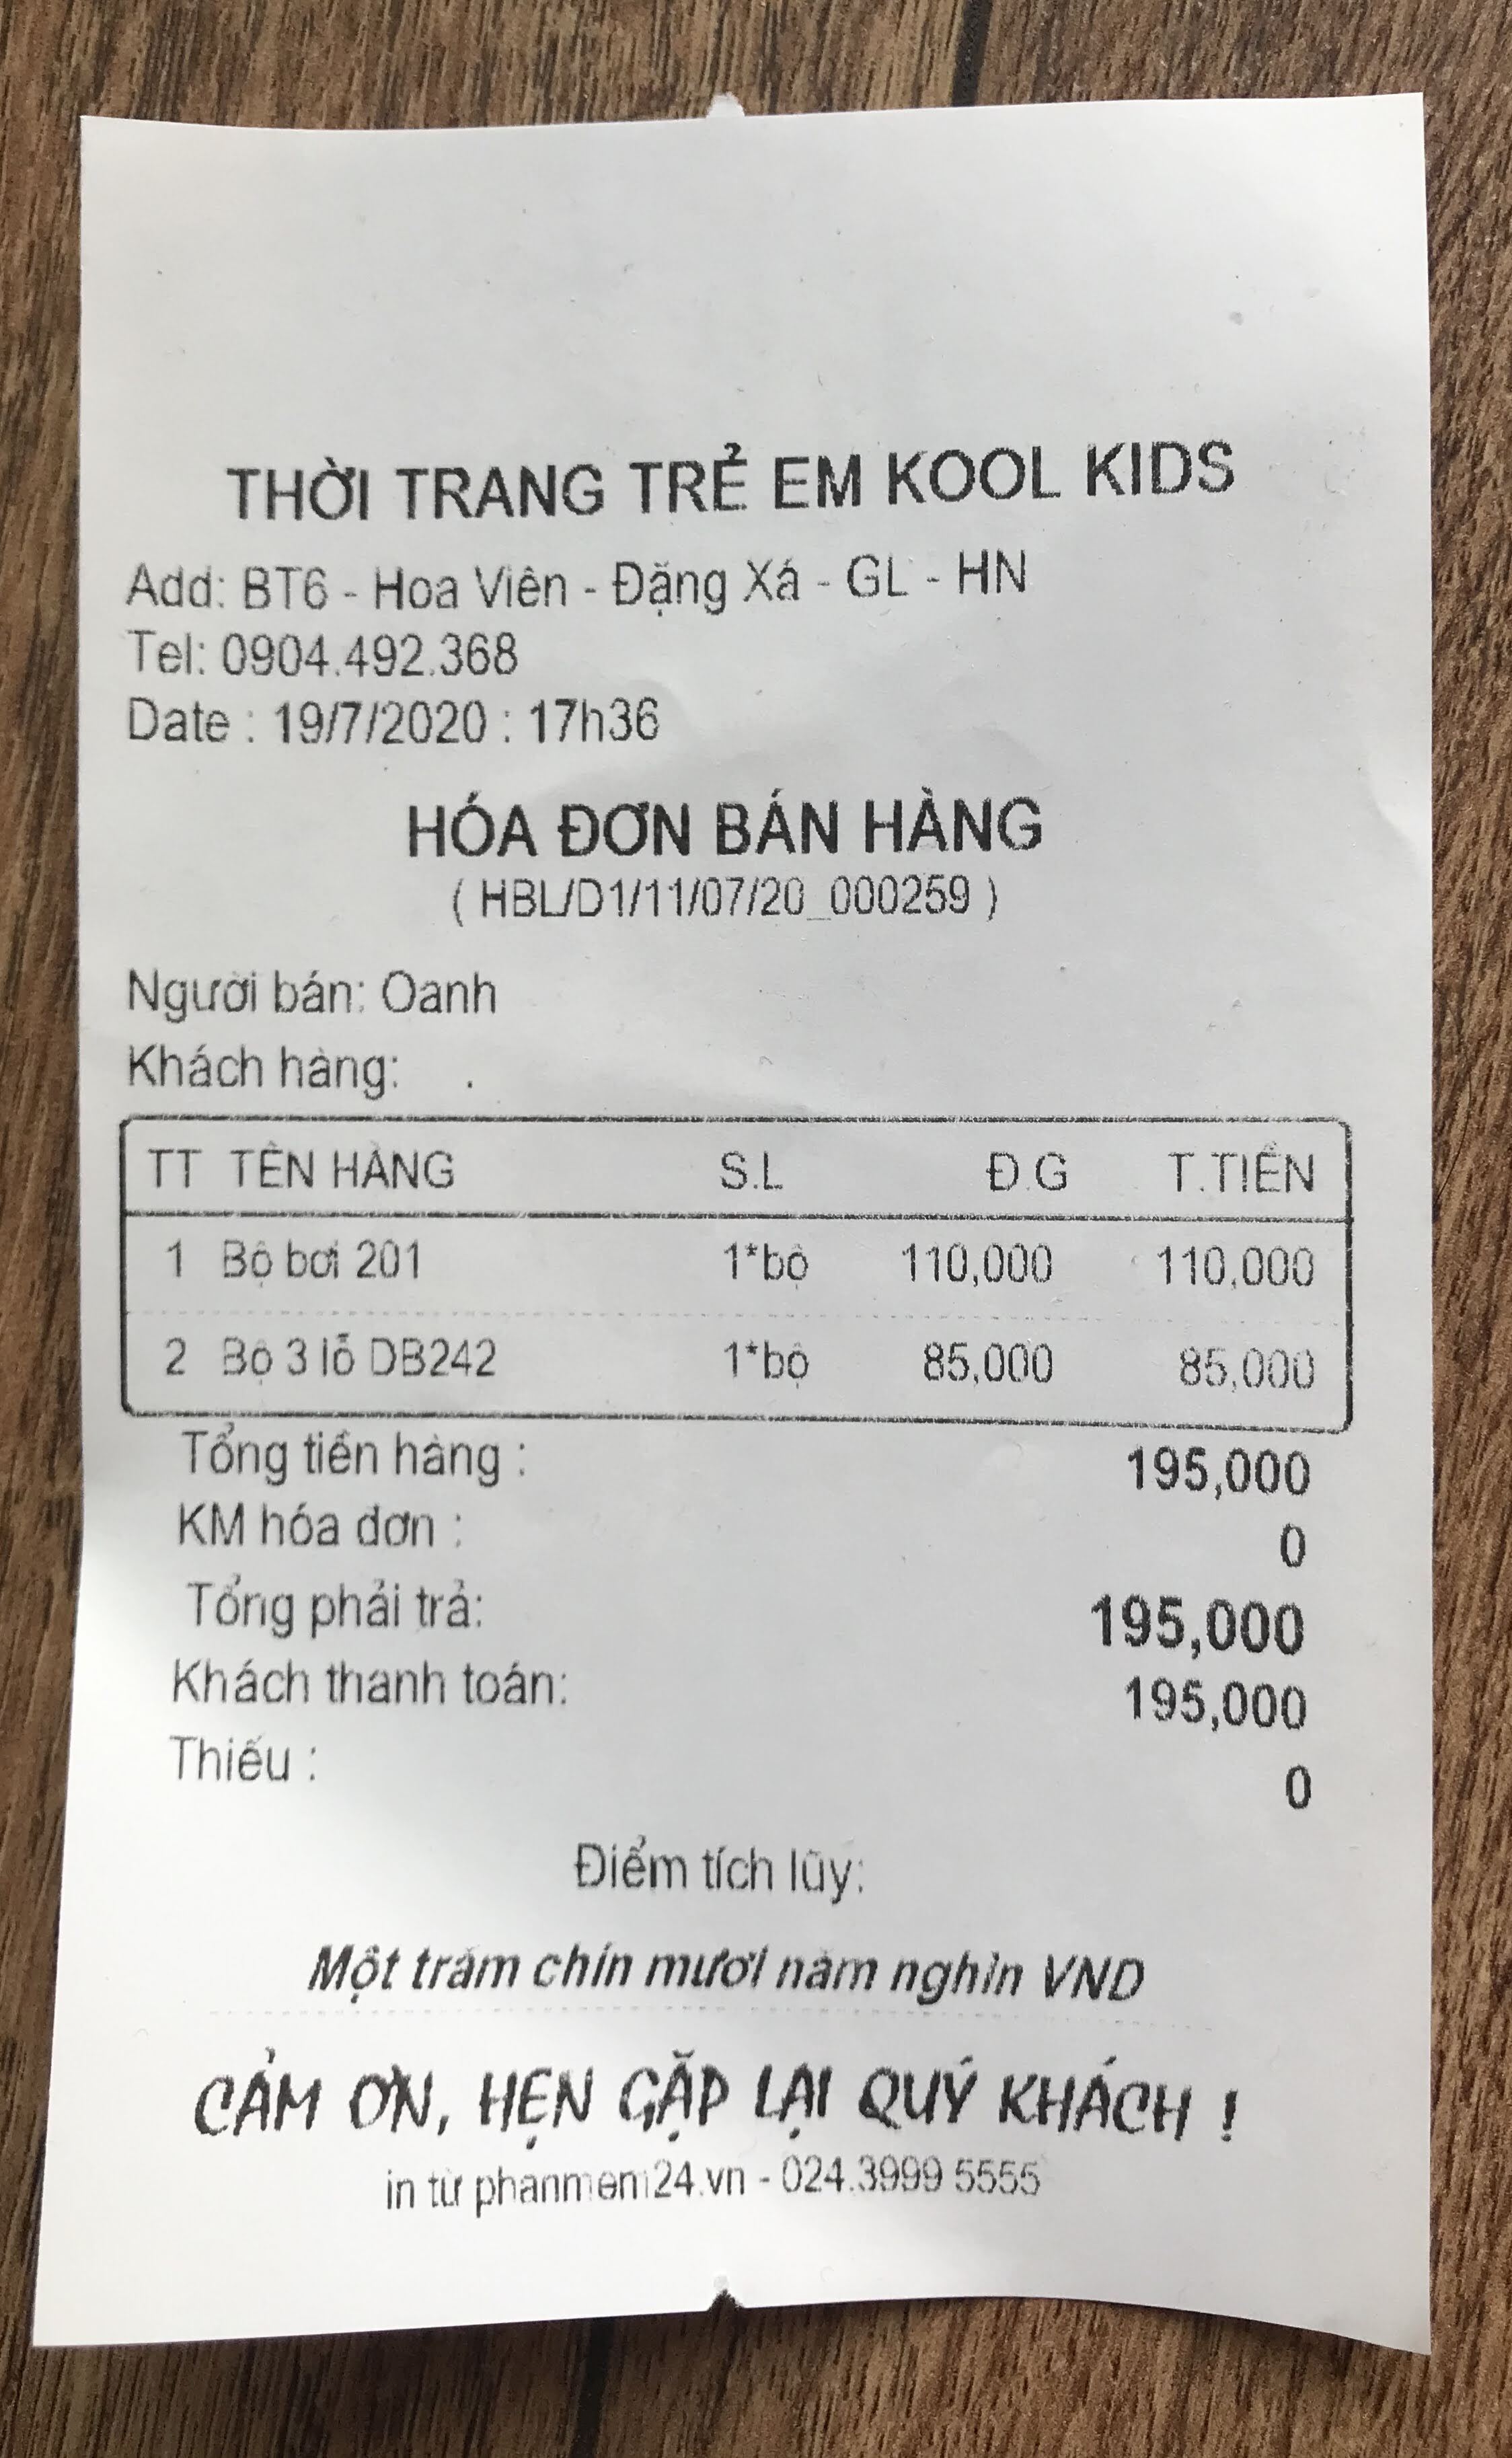 THỜI TRANG TRẺ EM KOOL KIDS
Add: BT6 - Hoa Viên - Đặng Xá - GL - HN
Tel: 0904.492.368
Date : 19/7/2020 : 17h36
HÓA ĐƠN BÁN HÀNG
( HBL/D1/11/07/20_000259 )
Người bán: Oanh
Khách hàng: .
TT TÊN HÀNG S.L Đ.G T.TIỀN
1 Bộ bơi 201 1*bộ 110,000 110,000
2 Bộ 3 lỗ DB242 1*bộ 85,000 85,000
Tổng tiền hàng : 195,000
KM hóa đơn : 0
Tổng phải trả: 195,000
Khách thanh toán: 195,000
Thiếu : 0
Điểm tích lũy:
Một trăm chín mươi năm nghìn VND
CẢM ƠN, HẸN GẶP LẠI QUÝ KHÁCH !
in từ phanmem24.vn - 024.3999 5555